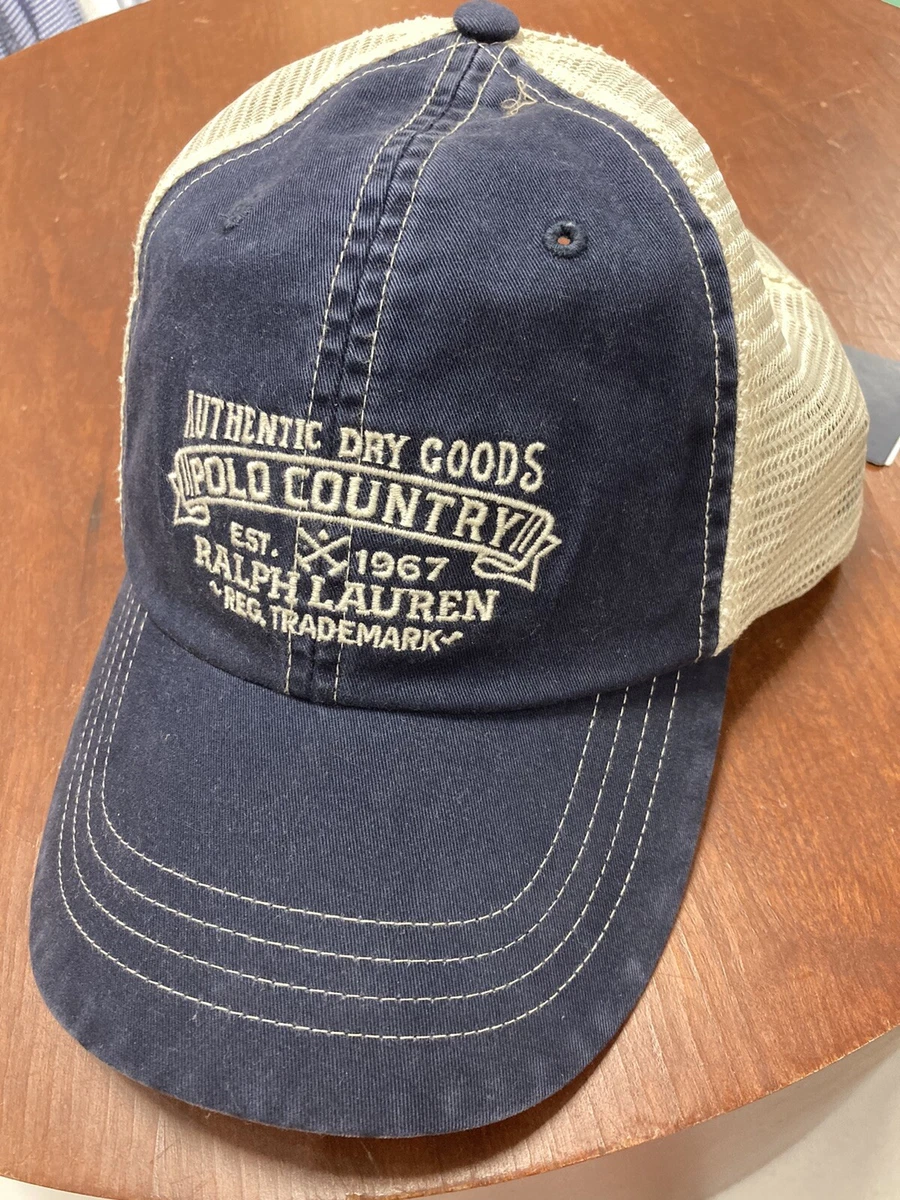 AUTHENTIC DRY GOODS
POLO COUNTRY
EST. 1967
RALPH LAUREN
~REG. TRADEMARK~